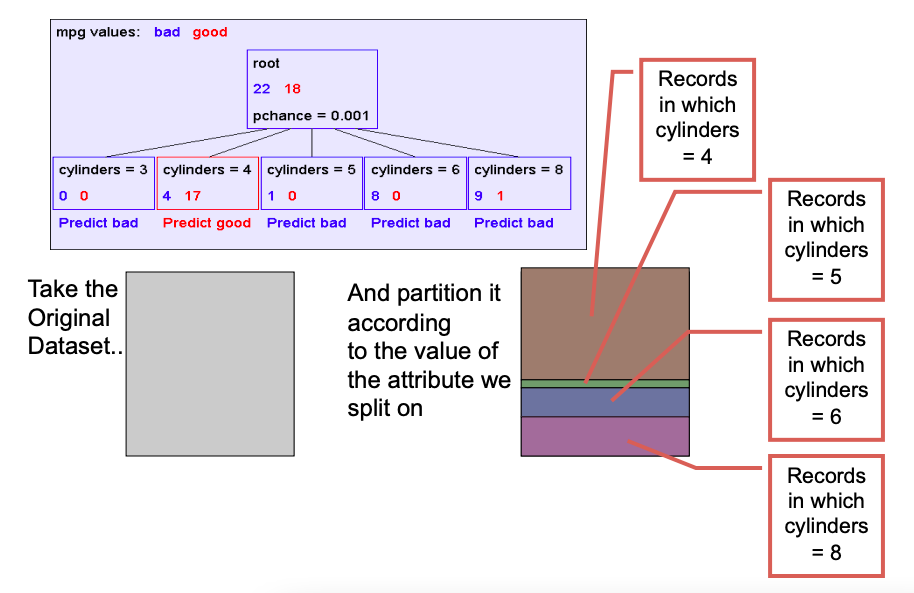 mpg values: bad good
root
22 18
pchance = 0.001
cylinders = 3
0 0
Predict bad
cylinders = 4
4 17
Predict good
cylinders = 5
1 0
Predict bad
cylinders = 6
8 0
Predict bad
cylinders = 8
9 1
Predict bad
Take the
Original
Dataset..
And partition it
according
to the value of
the attribute we
split on
Records
in which
cylinders
= 4
Records
in which
cylinders
= 5
Records
in which
cylinders
= 6
Records
in which
cylinders
= 8